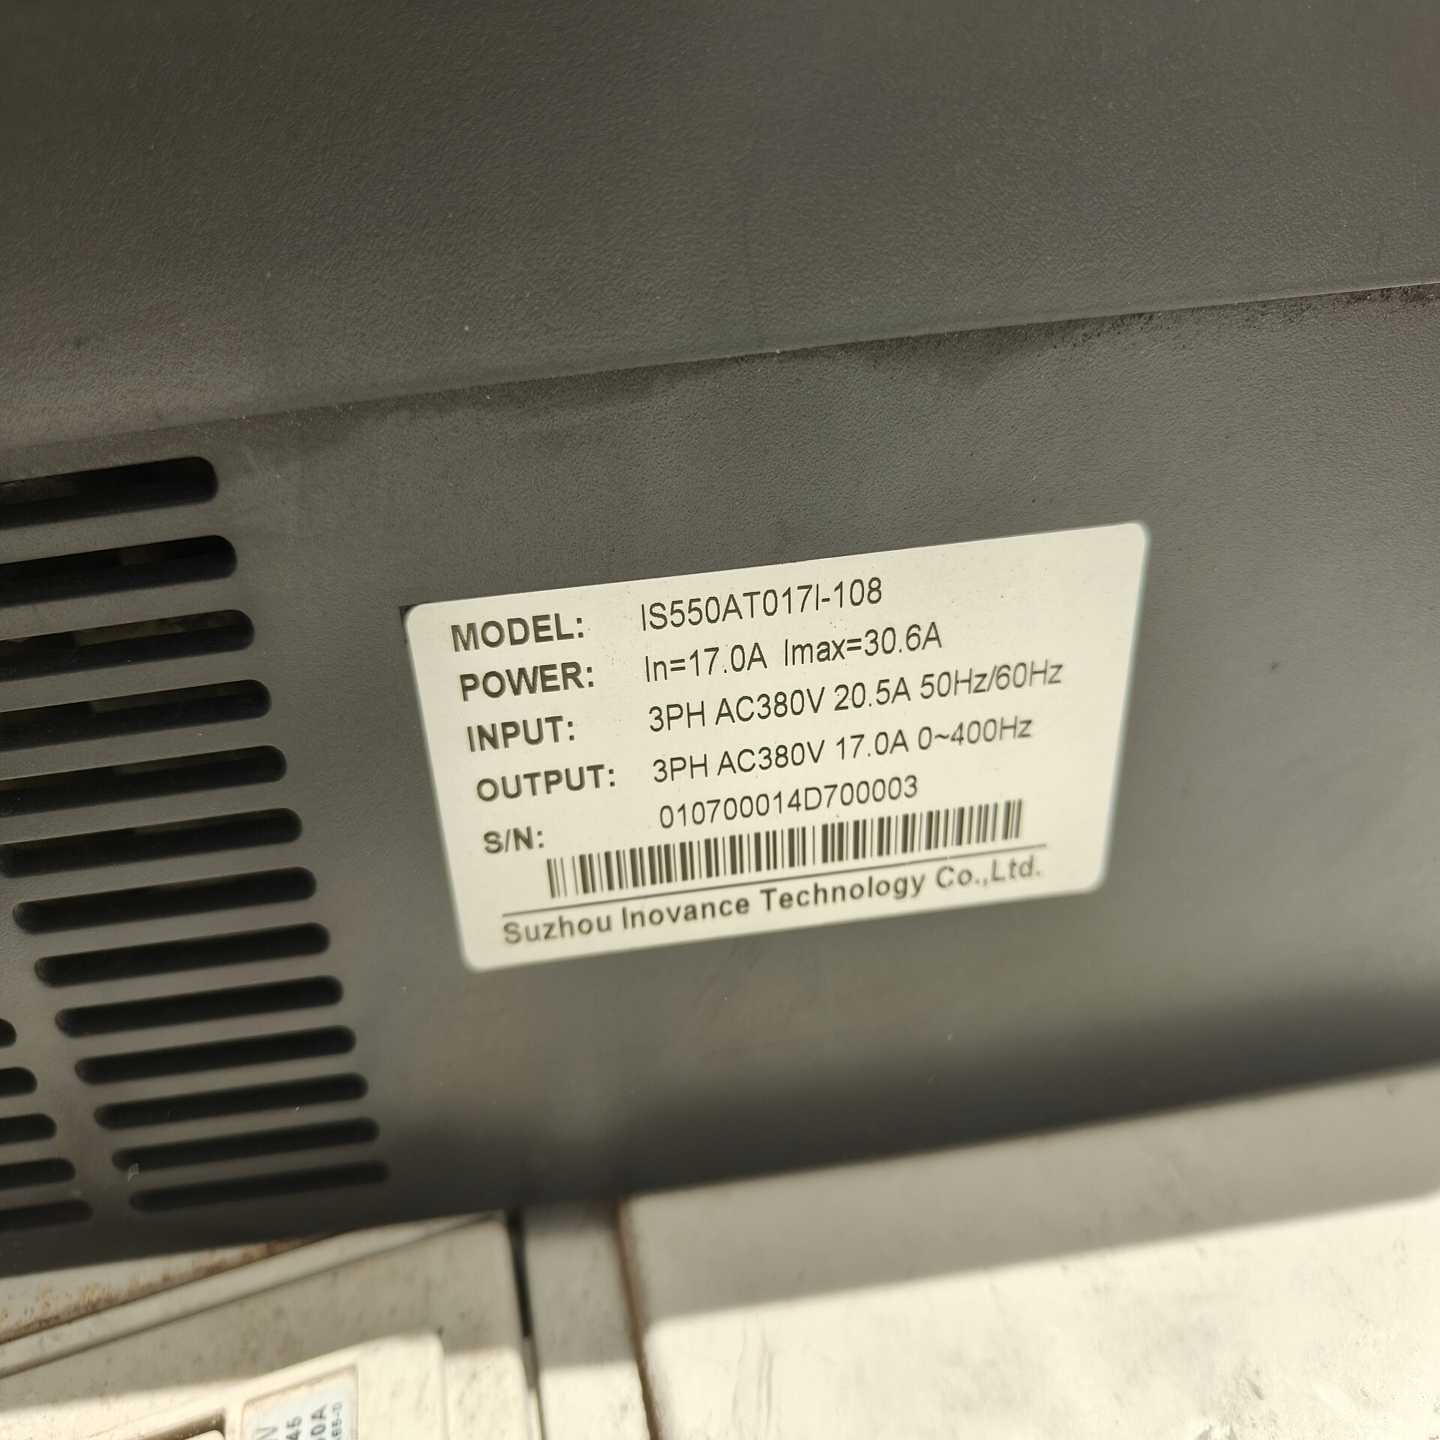 MODEL: IS550AT017I-108
POWER: In=17.0A Imax=30.6A
INPUT: 3PH AC380V 20.5A 50Hz/60Hz
OUTPUT: 3PH AC380V 17.0A 0~400Hz
S/N: 010700014D700003
Suzhou Inovance Technology Co.,Ltd.